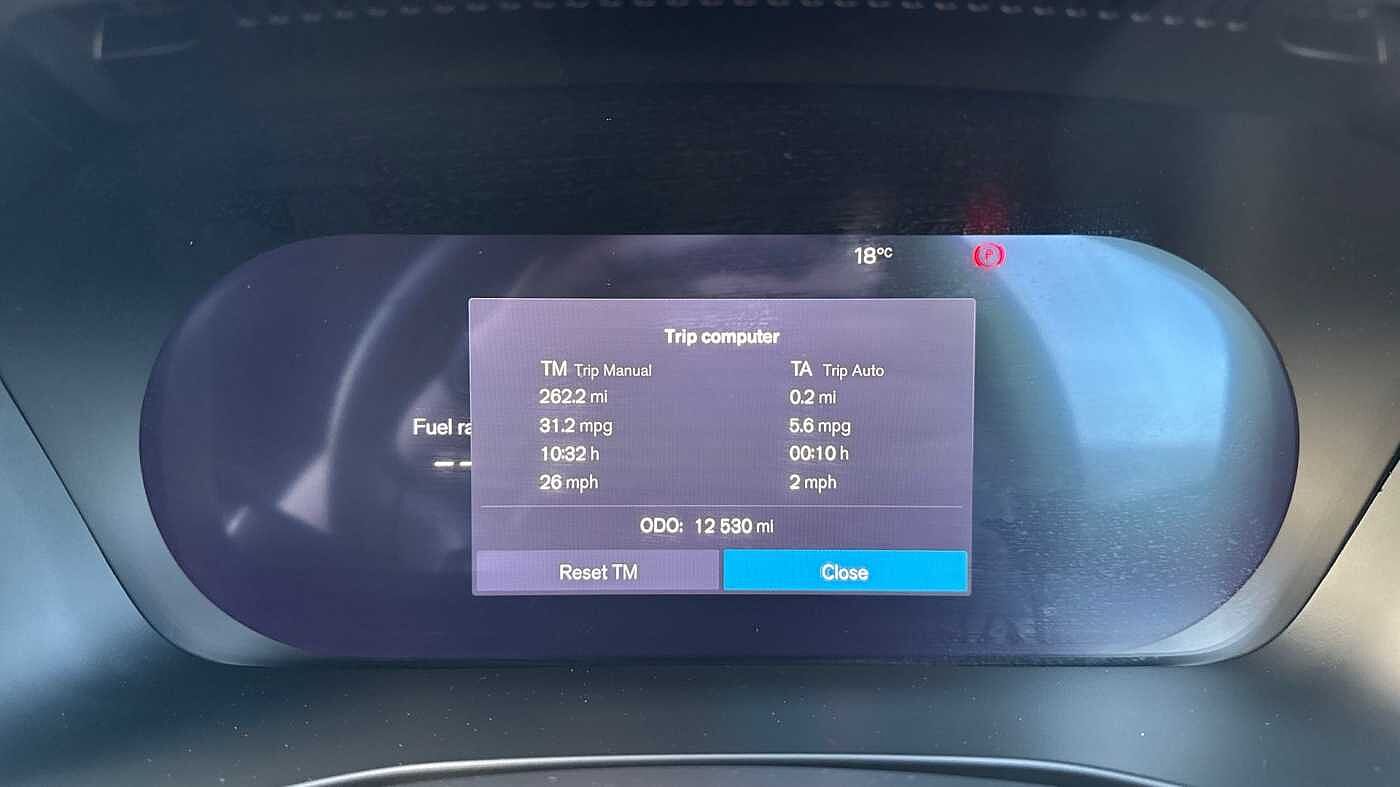 18°C
P
Trip computer
TM Trip Manual
262.2 mi
31.2 mpg
10:32 h
26 mph
TA Trip Auto
0.2 mi
5.6 mpg
00:10 h
2 mph
Fuel
--
ODO: 12 530 mi
Reset TM
Close